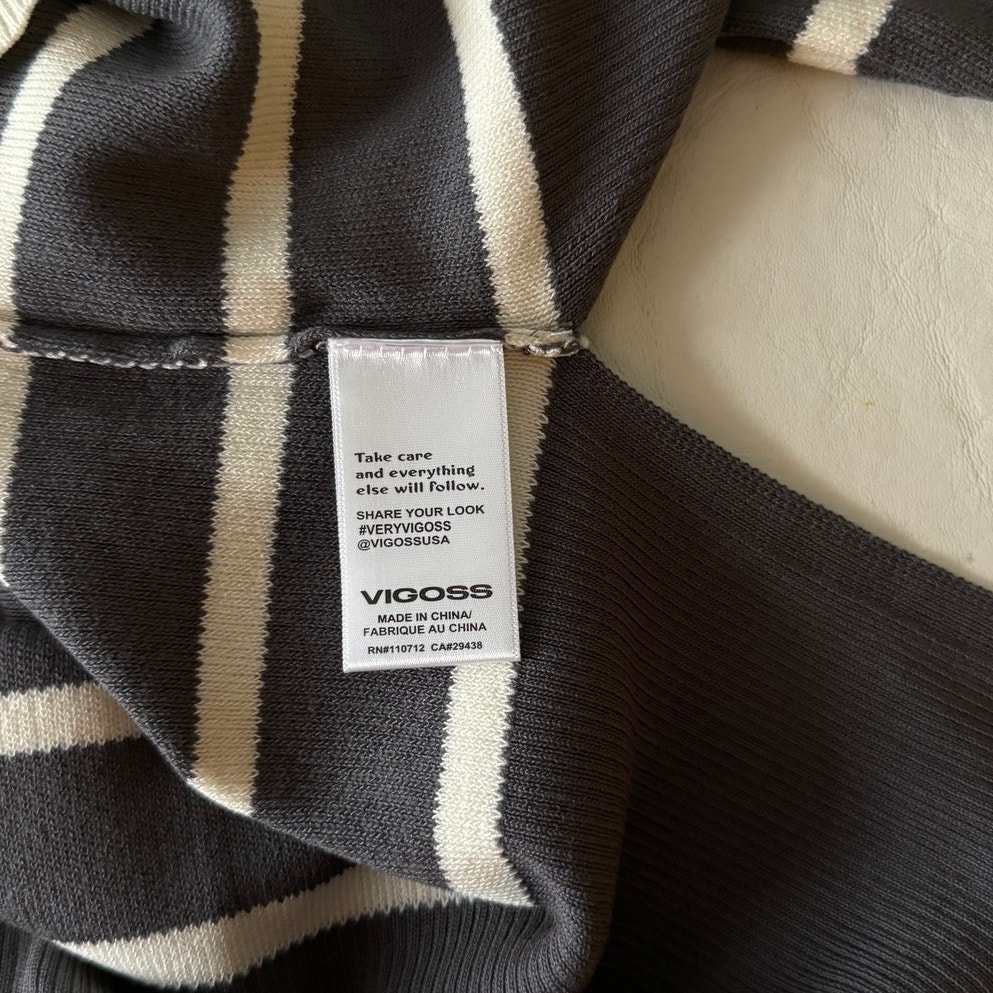 Take care
and everything
else will follow.
SHARE YOUR LOOK
#VERYVIGOSS
@VIGOSSUSA
VIGOSS
MADE IN CHINA/
FABRIQUE AU CHINA
RN#110712 CA#29438